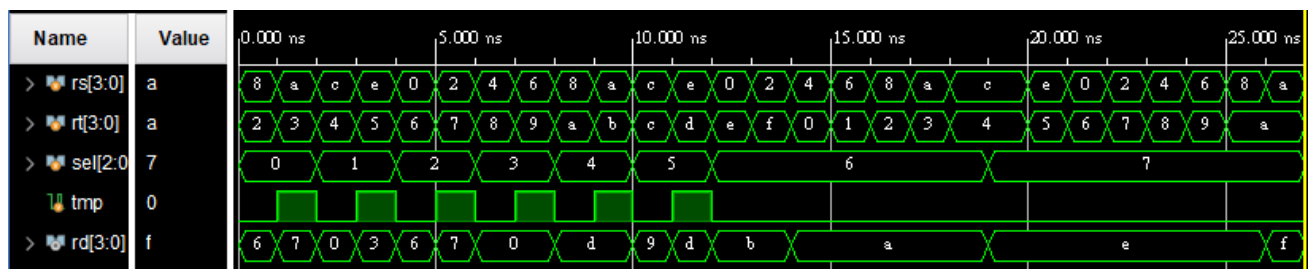 Name Value 0.000 ns 5.000 ns 10.000 ns 15.000 ns 20.000 ns 25.000 ns
rs[3:0] a 8 a c e 0 2 4 6 8 a c e 0 2 4 6 8 a c e 0 2 4 6 8 a
rt[3:0] a 2 3 4 5 6 7 8 9 a b c d e f 0 1 2 3 4 5 6 7 8 9 a
sel[2:0 7 0 1 2 3 4 5 6 7
tmp 0
rd[3:0] f 6 7 0 3 6 7 0 d 9 d b a e f